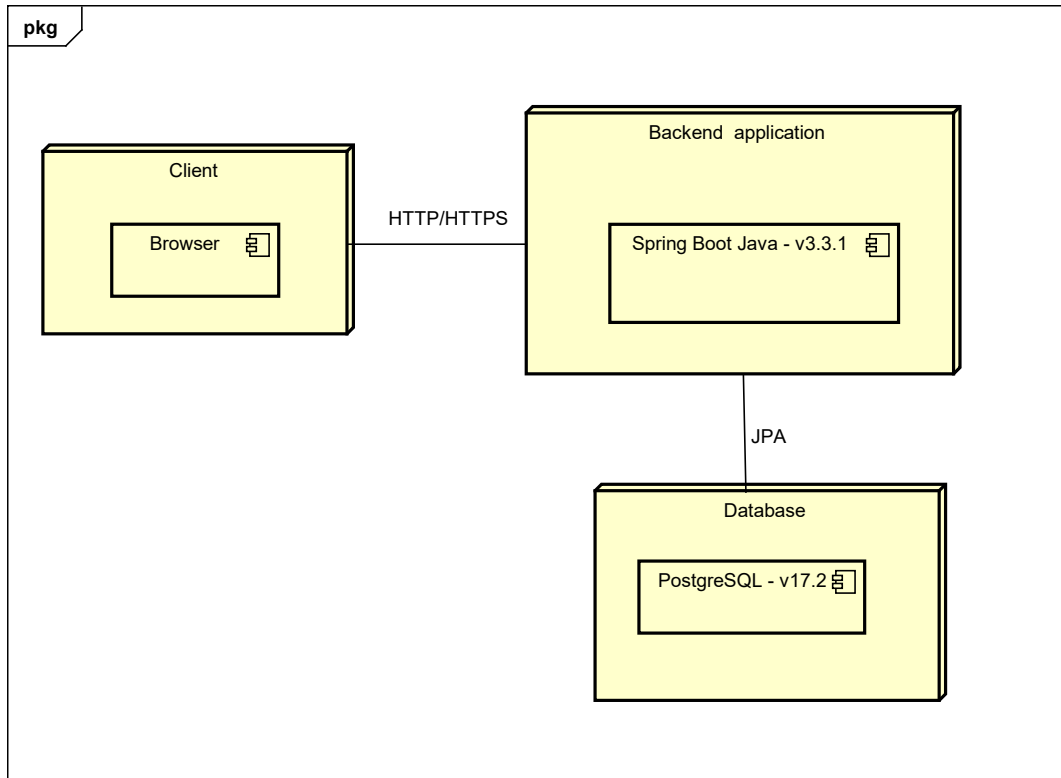 pkg
Client
Browser
HTTP/HTTPS
Backend  application
Spring Boot Java - v3.3.1
JPA
Database
PostgreSQL - v17.2